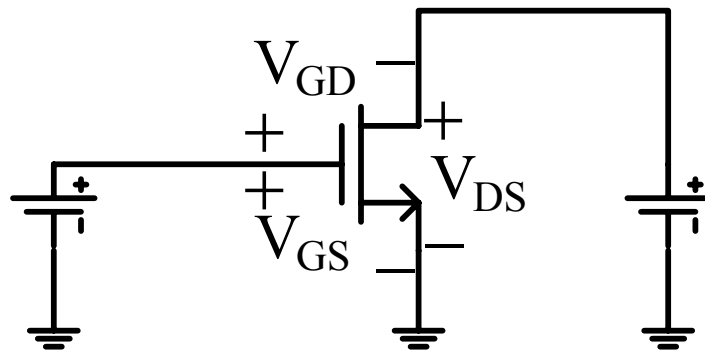 V_GD −
+ +
+ V_DS
+ + +
V_GS − − −
−